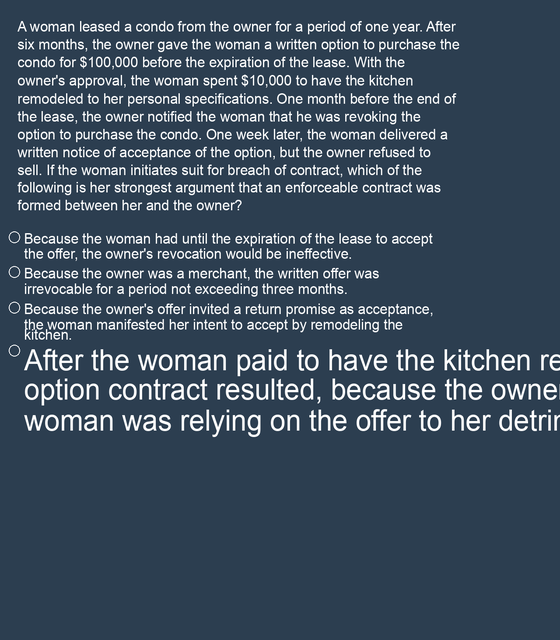 A woman leased a condo from the owner for a period of one year. After
six months, the owner gave the woman a written option to purchase the
condo for $100,000 before the expiration of the lease. With the
owner's approval, the woman spent $10,000 to have the kitchen
remodeled to her personal specifications. One month before the end of
the lease, the owner notified the woman that he was revoking the
option to purchase the condo. One week later, the woman delivered a
written notice of acceptance of the option, but the owner refused to
sell. If the woman initiates suit for breach of contract, which of the
following is her strongest argument that an enforceable contract was
formed between her and the owner?
Because the woman had until the expiration of the lease to accept
the offer, the owner's revocation would be ineffective.
Because the owner was a merchant, the written offer was
irrevocable for a period not exceeding three months.
Because the owner's offer invited a return promise as acceptance,
the woman manifested her intent to accept by remodeling the
kitchen.
After the woman paid to have the kitchen
option contract resulted, because the
woman was relying on the offer to her